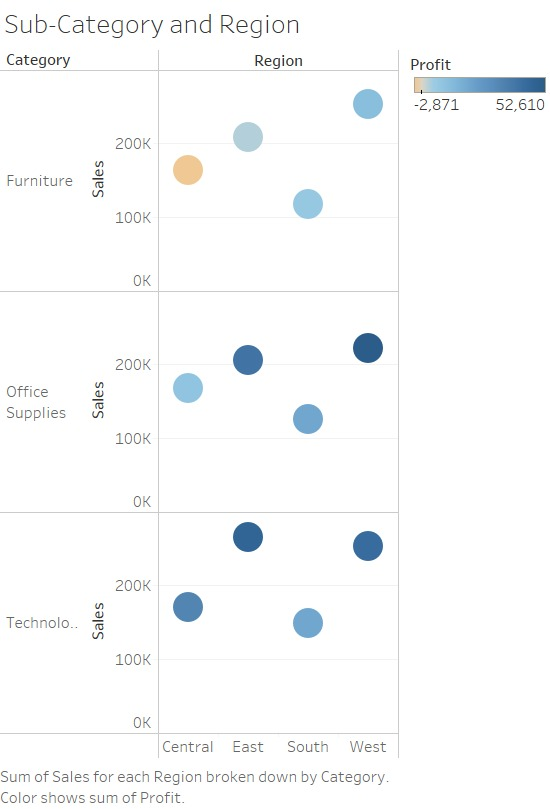 Sub-Category and Region
Category
Region
Profit
-2,871 52,610
Furniture
Sales
200K
100K
0K
Office
Supplies
Sales
200K
100K
0K
Technolo..
Sales
200K
100K
0K
Central East South West
Sum of Sales for each Region broken down by Category.
Color shows sum of Profit.